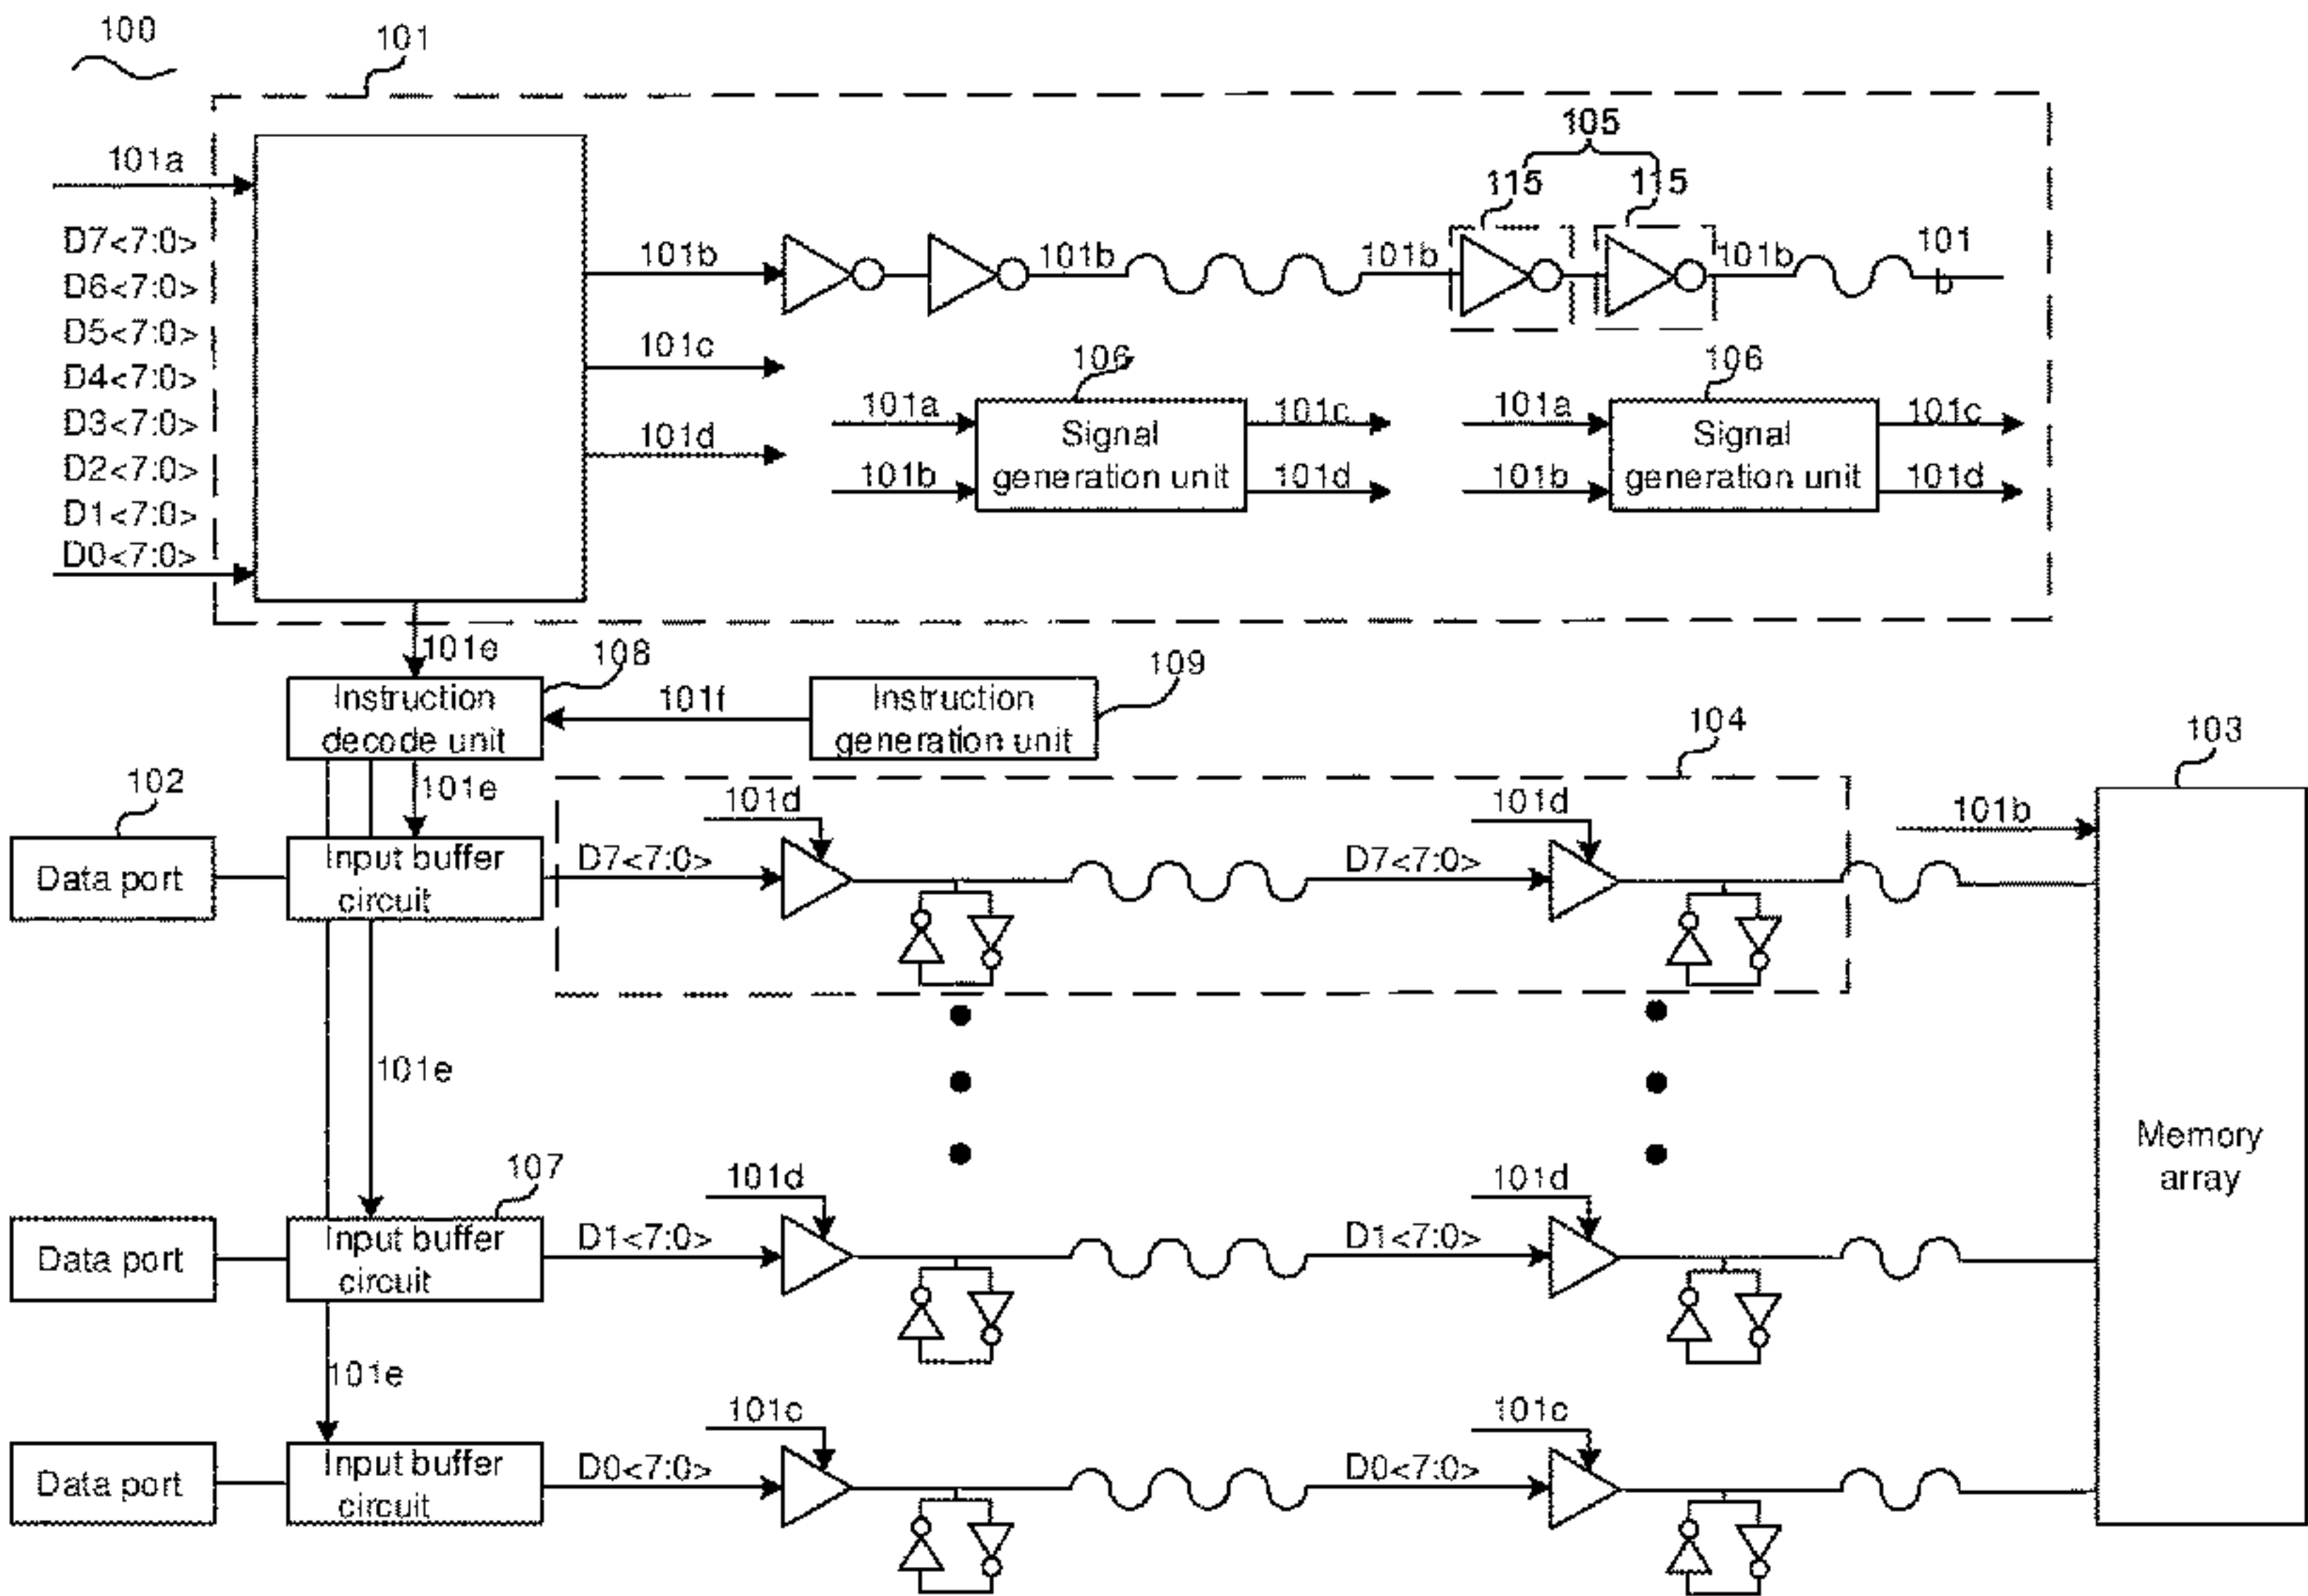 100
101
101a
D7<7:0>
D6<7:0>
D5<7:0>
D4<7:0>
D3<7:0>
D2<7:0>
D1<7:0>
D0<7:0>
105
115
115
101b
101b
101b
101b
101
b
101c
101d
106
101a
101b
Signal
generation unit
101c
101d
106
101a
101b
Signal
generation unit
101c
101d
101e
108
Instruction
decode unit
101f
109
Instruction
generation unit
104
103
102
Data port
101e
Input buffer
circuit
D7<7:0>
101d
D7<7:0>
101d
101b
Memory
array
101e
107
Data port
Input buffer
circuit
D1<7:0>
101d
D1<7:0>
101d
101e
Data port
Input buffer
circuit
D0<7:0>
101c
D0<7:0>
101c